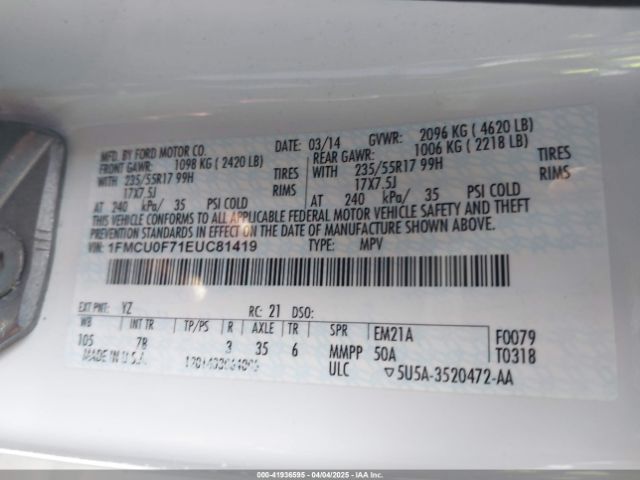 MFD. BY FORD MOTOR CO.
DATE: 03/14 GVWR: 2096 KG ( 4620 LB)
FRONT GAWR: 1098 KG ( 2420 LB) REAR GAWR: 1006 KG ( 2218 LB)
WITH 235/55R17 99H TIRES WITH 235/55R17 99H TIRES
17X7.5J RIMS 17X7.5J RIMS
AT 240 kPa/ 35 PSI COLD AT 240 kPa/ 35 PSI COLD
THIS VEHICLE CONFORMS TO ALL APPLICABLE FEDERAL MOTOR VEHICLE SAFETY AND THEFT
PREVENTION STANDARDS IN EFFECT ON THE DATE OF MANUFACTURE SHOWN ABOVE.
VIN: 1FMCU0F71EUC81419 TYPE: MPV
EXT PNT: YZ RC: 21 DSO:
WB INT TR TP/PS R AXLE TR SPR EM21A F0079
105 7B 3 35 6 MMPP 50A T0318
MADE IN U.S.A. ULC ▽5U5A-3520472-AA
00-41936595 - 04/04/2025 - IAA Inc.